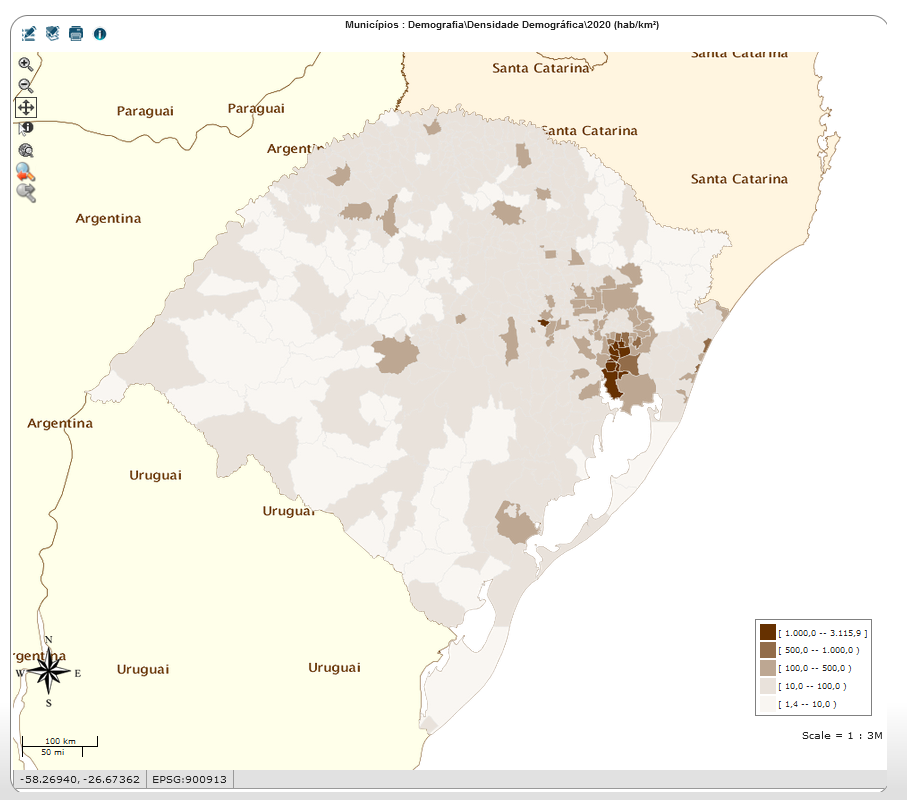 Municípios : Demografia\Densidade Demográfica\2020 (hab/km²)
Santa Catarina
Santa Catarina
Paraguai
Paraguai
Santa Catarina
Argentin
Santa Catarina
Argentina
Argentina
Uruguai
Uruguai
[ 1.000,0 -- 3.115,9 ]
[ 500,0 -- 1.000,0 )
[ 100,0 -- 500,0 )
[ 10,0 -- 100,0 )
[ 1,4 -- 10,0 )
N
rgentina
W
E
S
Uruguai
Uruguai
Scale = 1 : 3M
100 km
50 mi
-58.26940, -26.67362
EPSG:900913